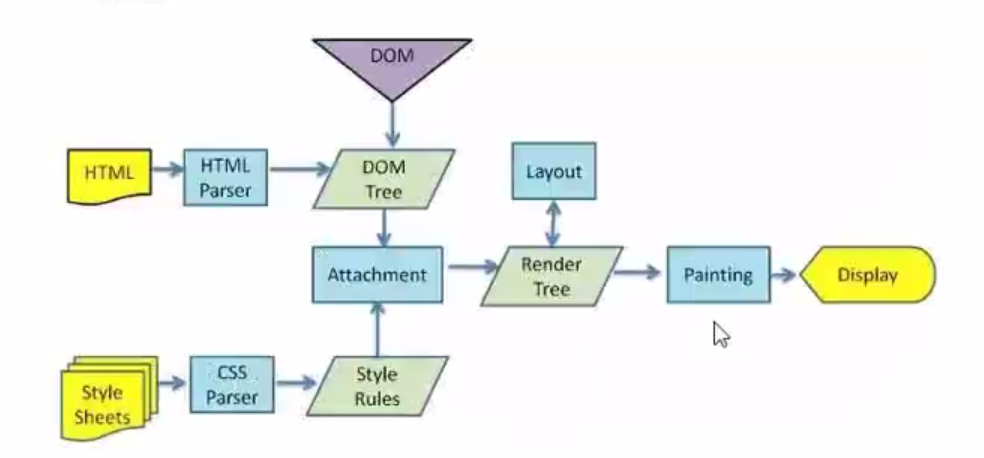 DOM
HTML
HTML
Parser
DOM
Tree
Layout
Attachment
Render
Tree
Painting
Display
Style
Sheets
CSS
Parser
Style
Rules